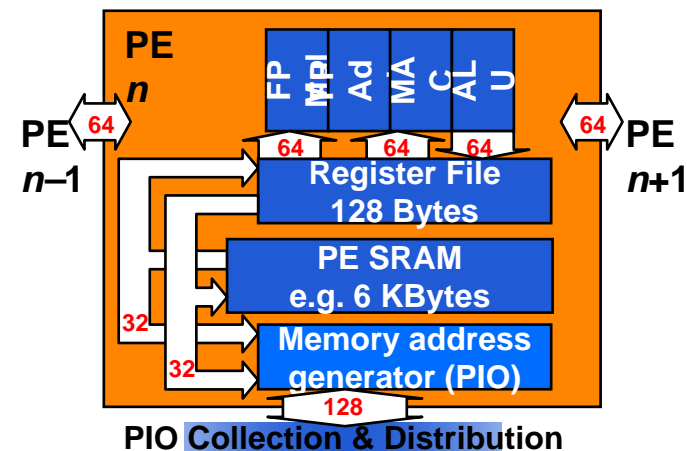 PE
n
FP
Ad
MA
C
AL
U
64
64
64
64
64
PE
n–1
PE
n+1
Register File
128 Bytes
PE SRAM
e.g. 6 KBytes
32
Memory address
generator (PIO)
32
128
PIO Collection & Distribution